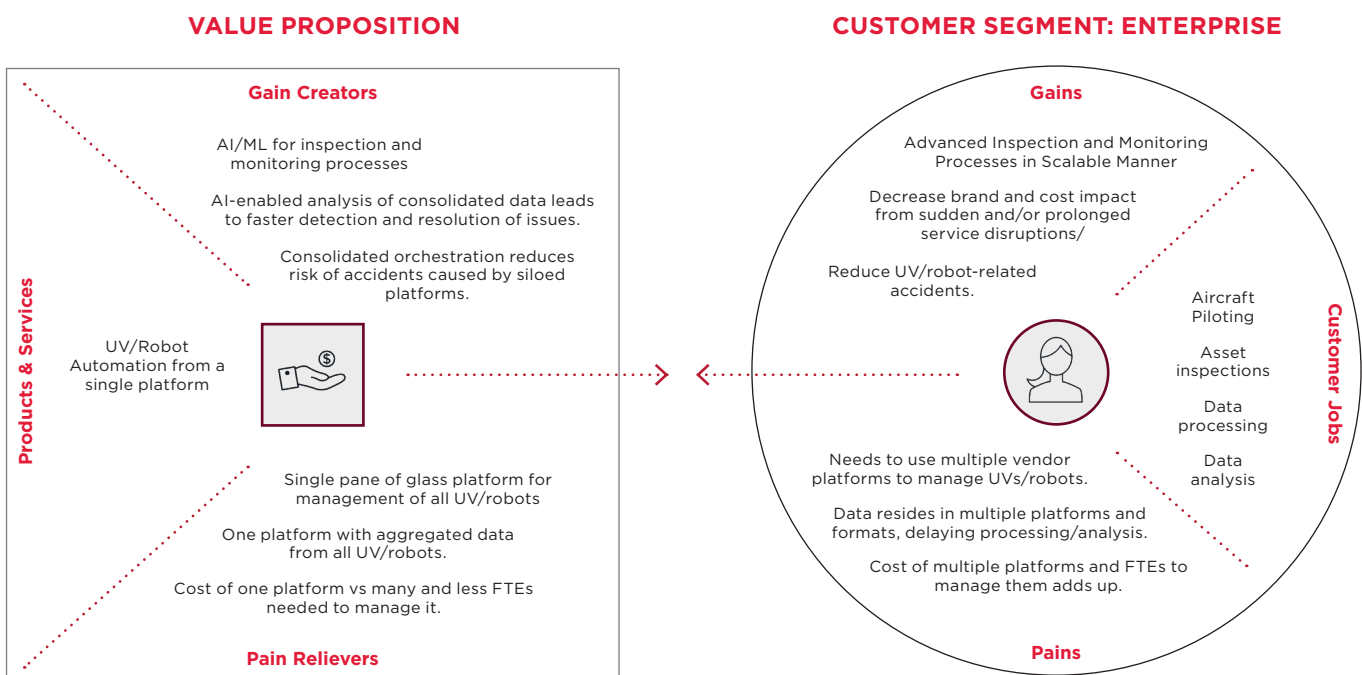 VALUE PROPOSITION
Gain Creators
AI/ML for inspection and
monitoring processes
AI-enabled analysis of consolidated data leads
to faster detection and resolution of issues.
Consolidated orchestration reduces
risk of accidents caused by siloed
platforms.
Products & Services
UV/Robot
Automation from a
single platform
$
Single pane of glass platform for
management of all UV/robots
One platform with aggregated data
from all UV/robots.
Cost of one platform vs many and less FTEs
needed to manage it.
Pain Relievers
CUSTOMER SEGMENT: ENTERPRISE
Gains
Advanced Inspection and Monitoring
Processes in Scalable Manner
Decrease brand and cost impact
from sudden and/or prolonged
service disruptions/
Reduce UV/robot-related
accidents.
Aircraft
Piloting
Asset
inspections
Data
processing
Data
analysis
Customer Jobs
Needs to use multiple vendor
platforms to manage UVs/robots.
Data resides in multiple platforms and
formats, delaying processing/analysis.
Cost of multiple platforms and FTEs to
manage them adds up.
Pains